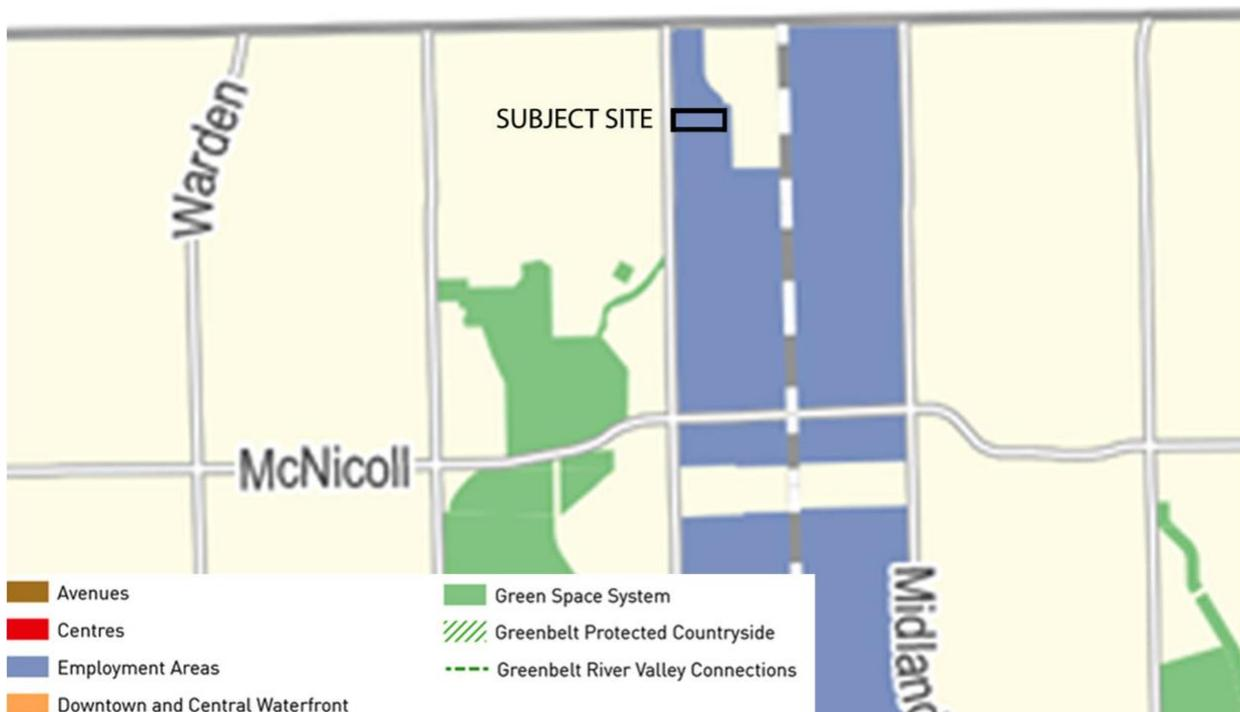 SUBJECT SITE
Warden
McNicoll
Midland
Avenues
Centres
Employment Areas
Downtown and Central Waterfront
Green Space System
Greenbelt Protected Countryside
Greenbelt River Valley Connections